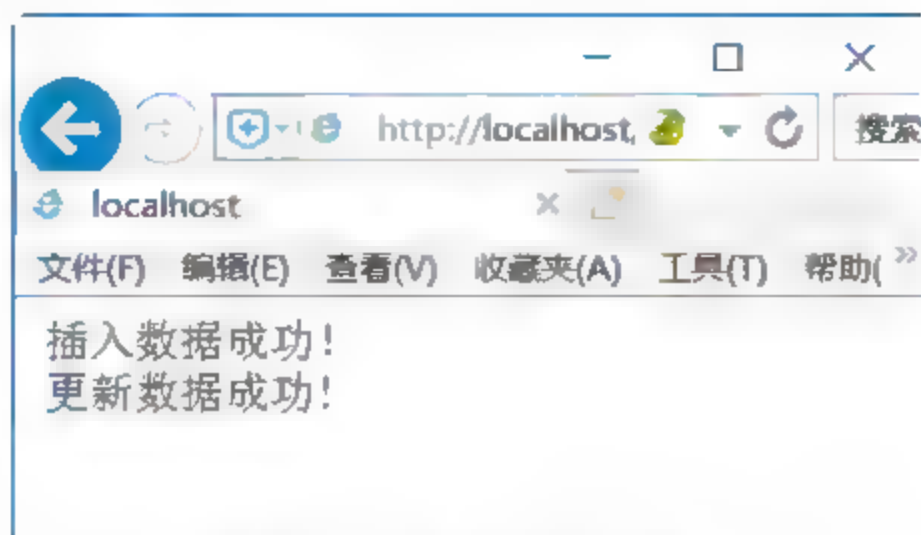 http://localhost
搜索
localhost
文件(F) 编辑(E) 查看(V) 收藏夹(A) 工具(T) 帮助( »
插入数据成功!
更新数据成功!